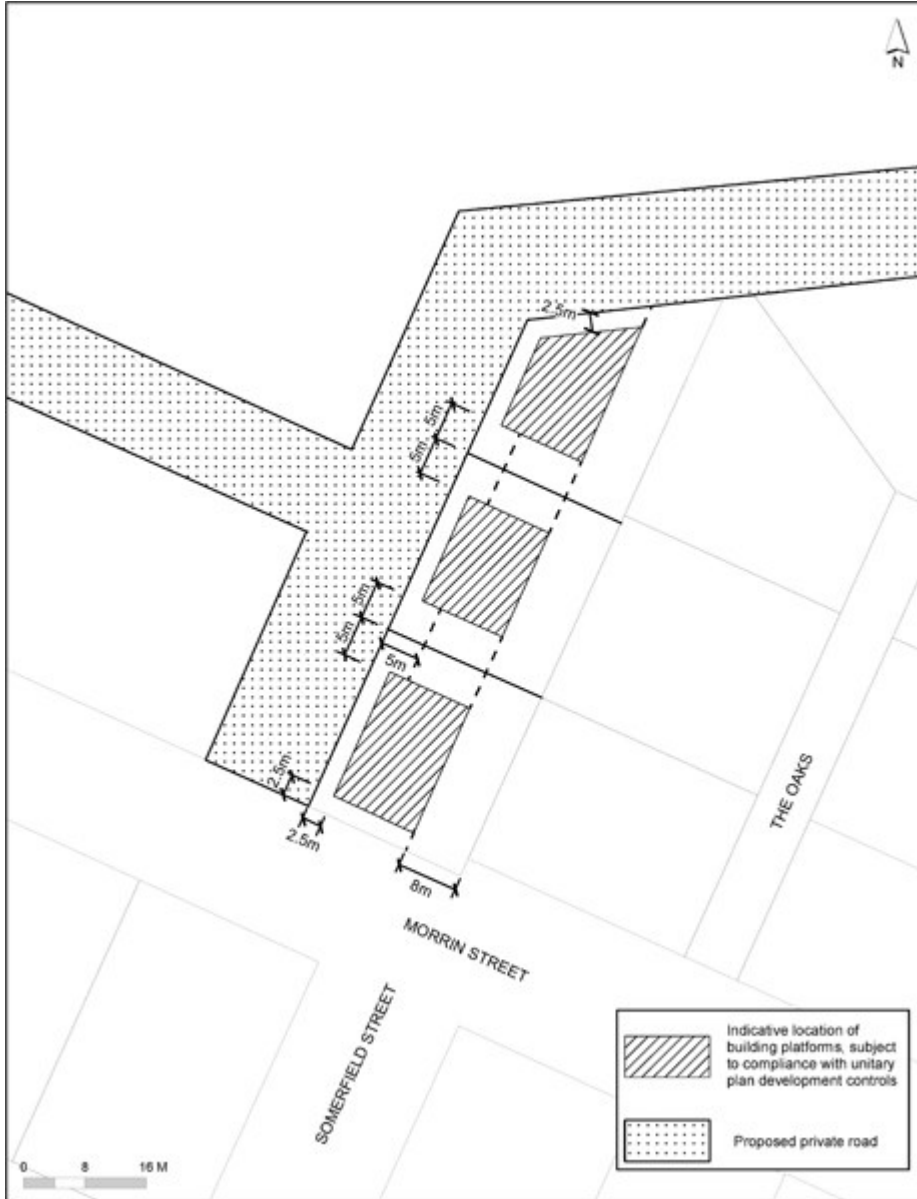 N
2.5m
5m
5m
5m
5m
5m
2.5m
2.5m
8m
THE OAKS
MORRIN STREET
SOMERFIELD STREET
Indicative location of
building platforms, subject
to compliance with unitary
plan development controls
Proposed private road
0 8 16 M